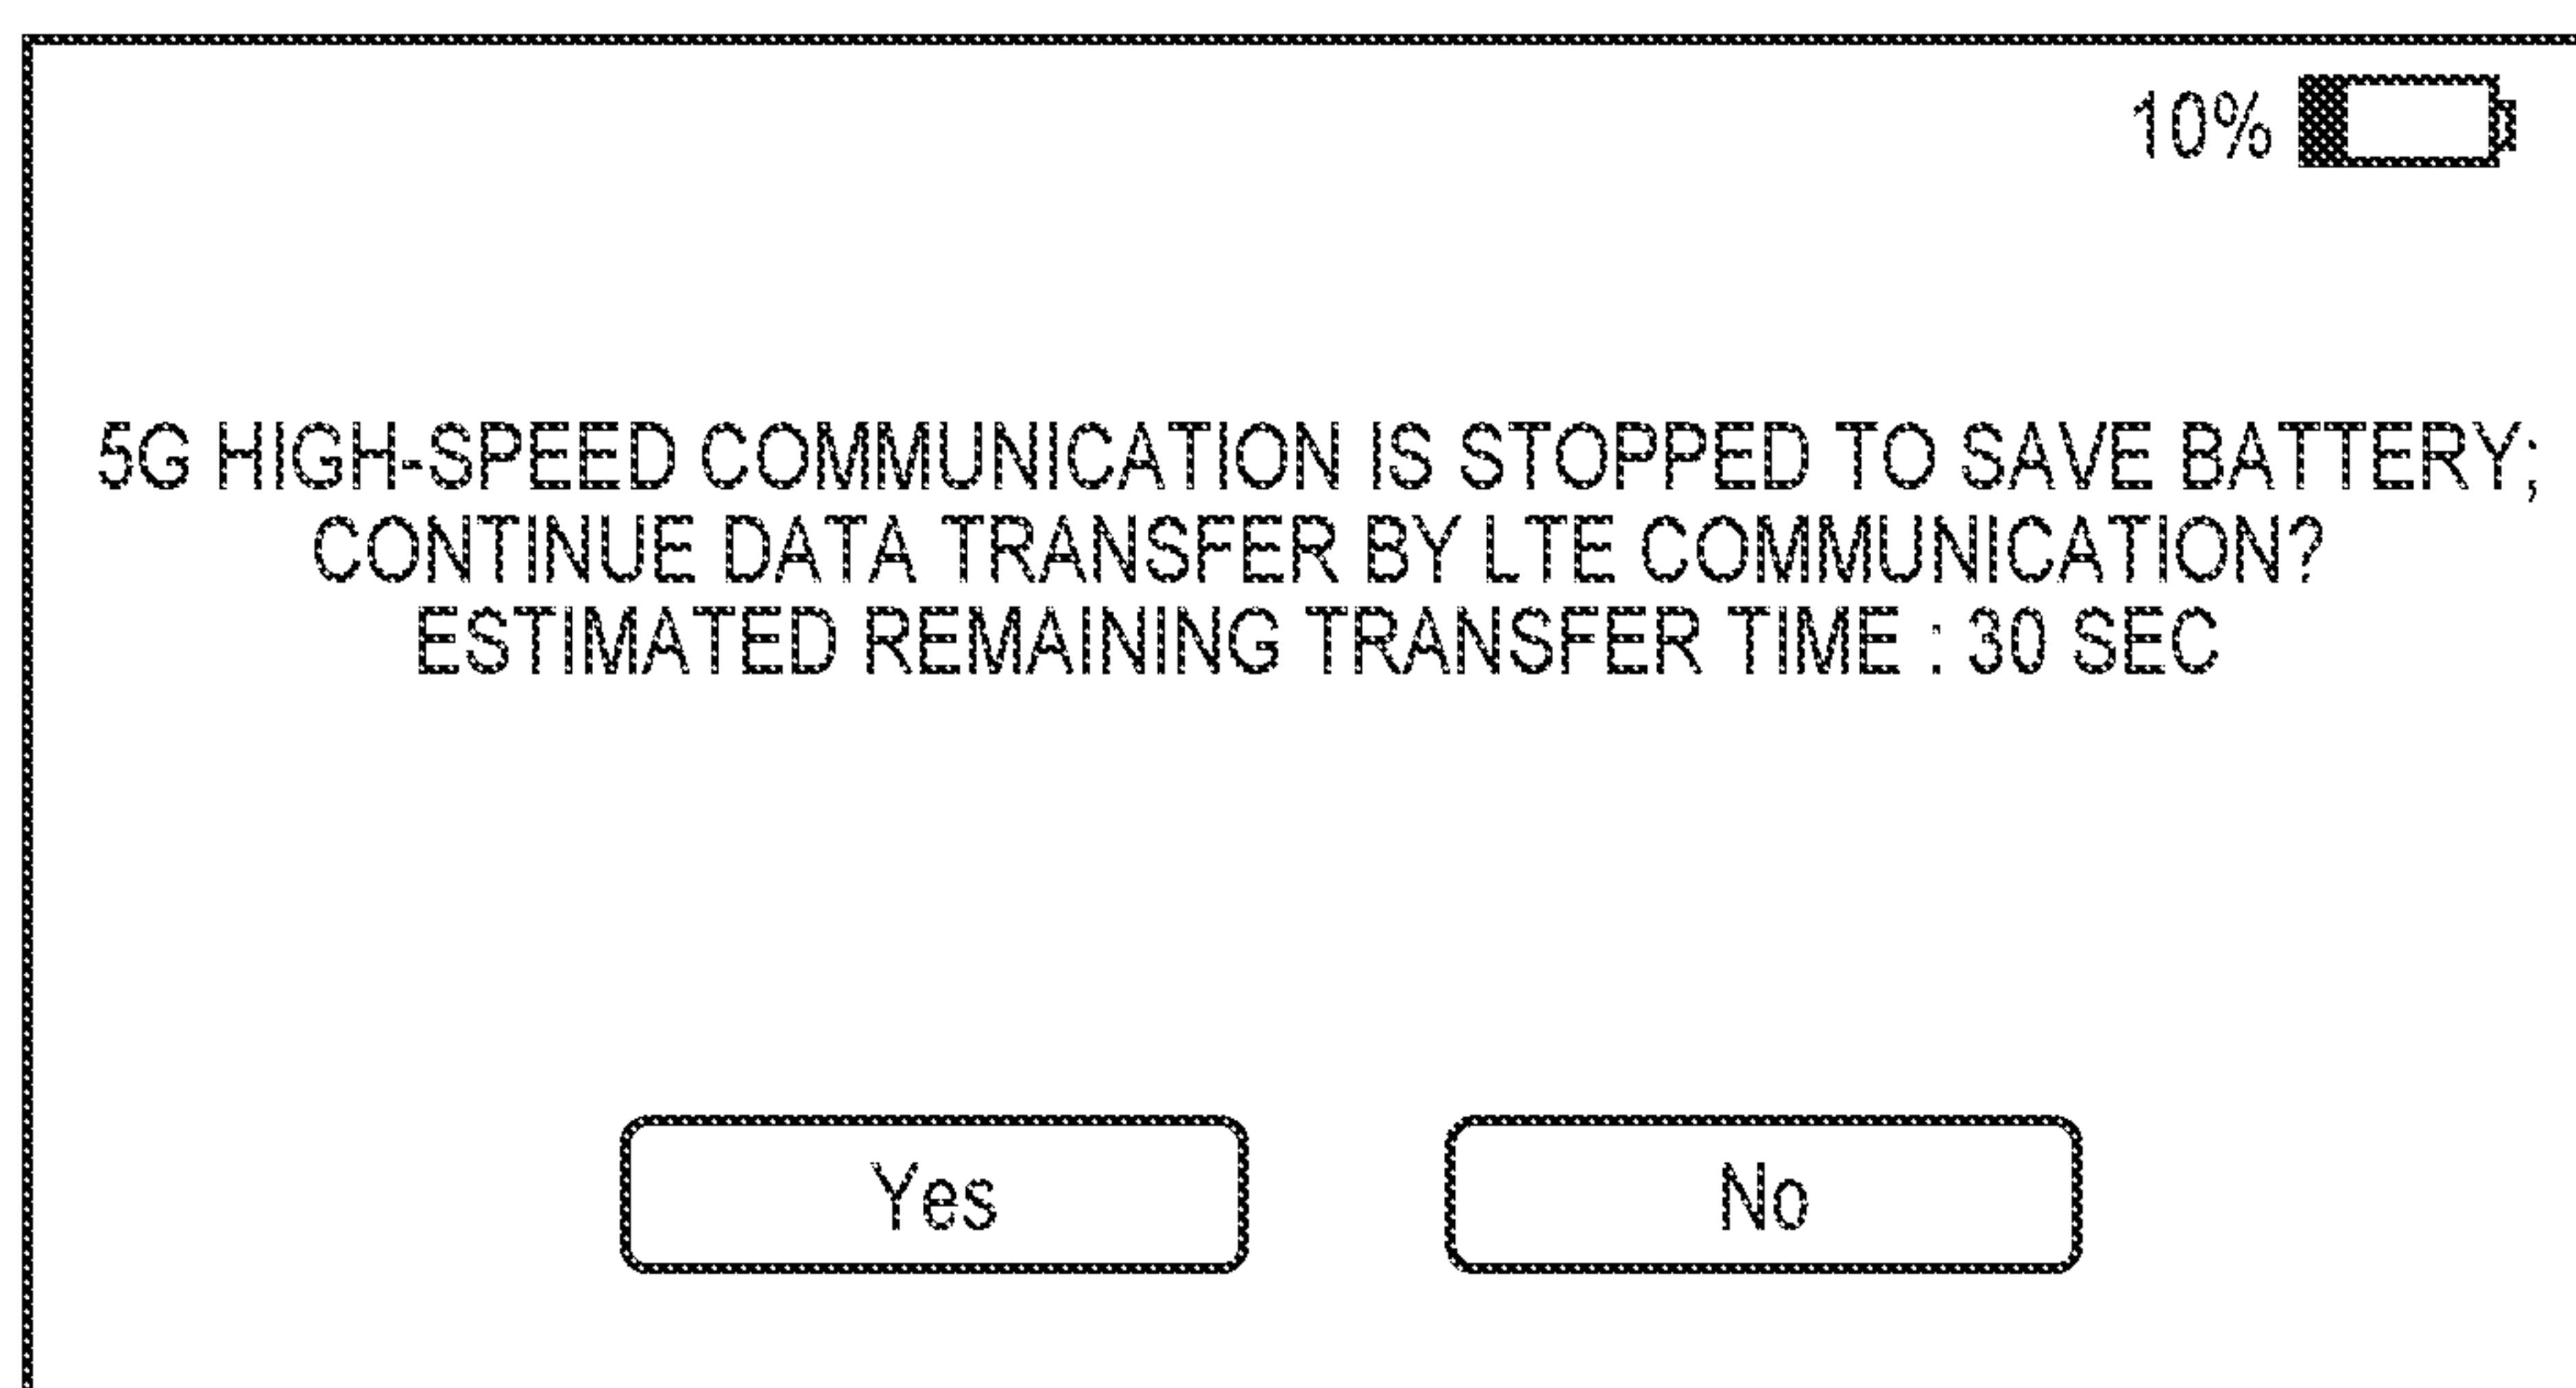 10%
5G HIGH-SPEED COMMUNICATION IS STOPPED TO SAVE BATTERY;
CONTINUE DATA TRANSFER BY LTE COMMUNICATION?
ESTIMATED REMAINING TRANSFER TIME : 30 SEC
Yes No